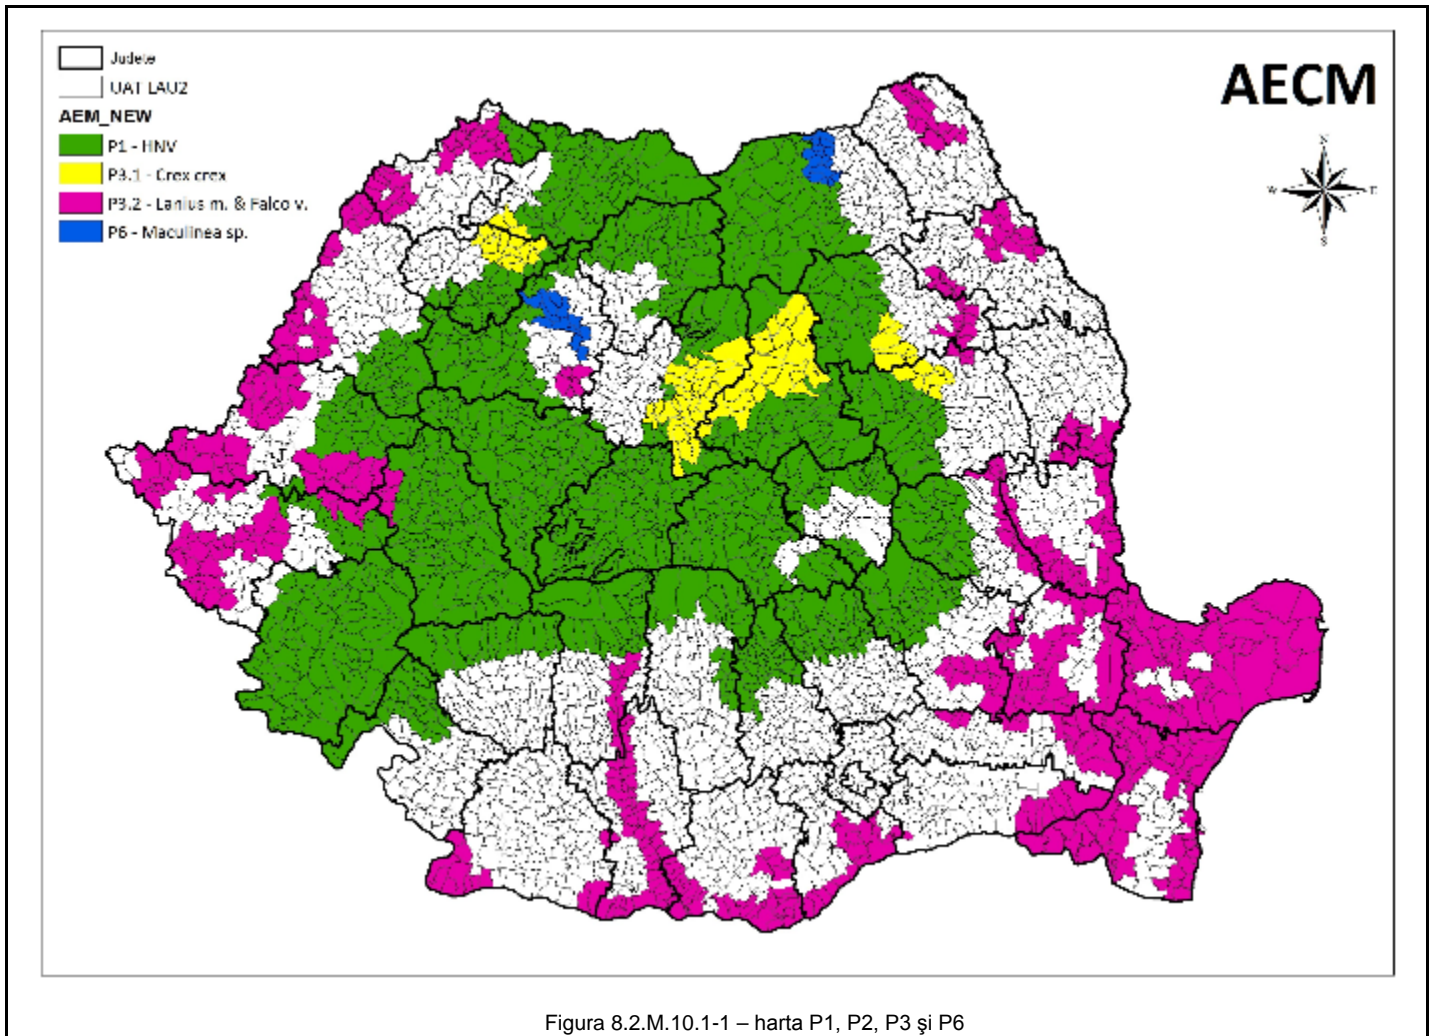 Judete
UAT LAU2
AEM_NEW
P1 - HNV
P3.1 - Crex crex
P3.2 - Lanius m. & Falco v.
P6 - Maculinea sp.
AECM
N
W
E
S
Figura 8.2.M.10.1-1 – harta P1, P2, P3 şi P6